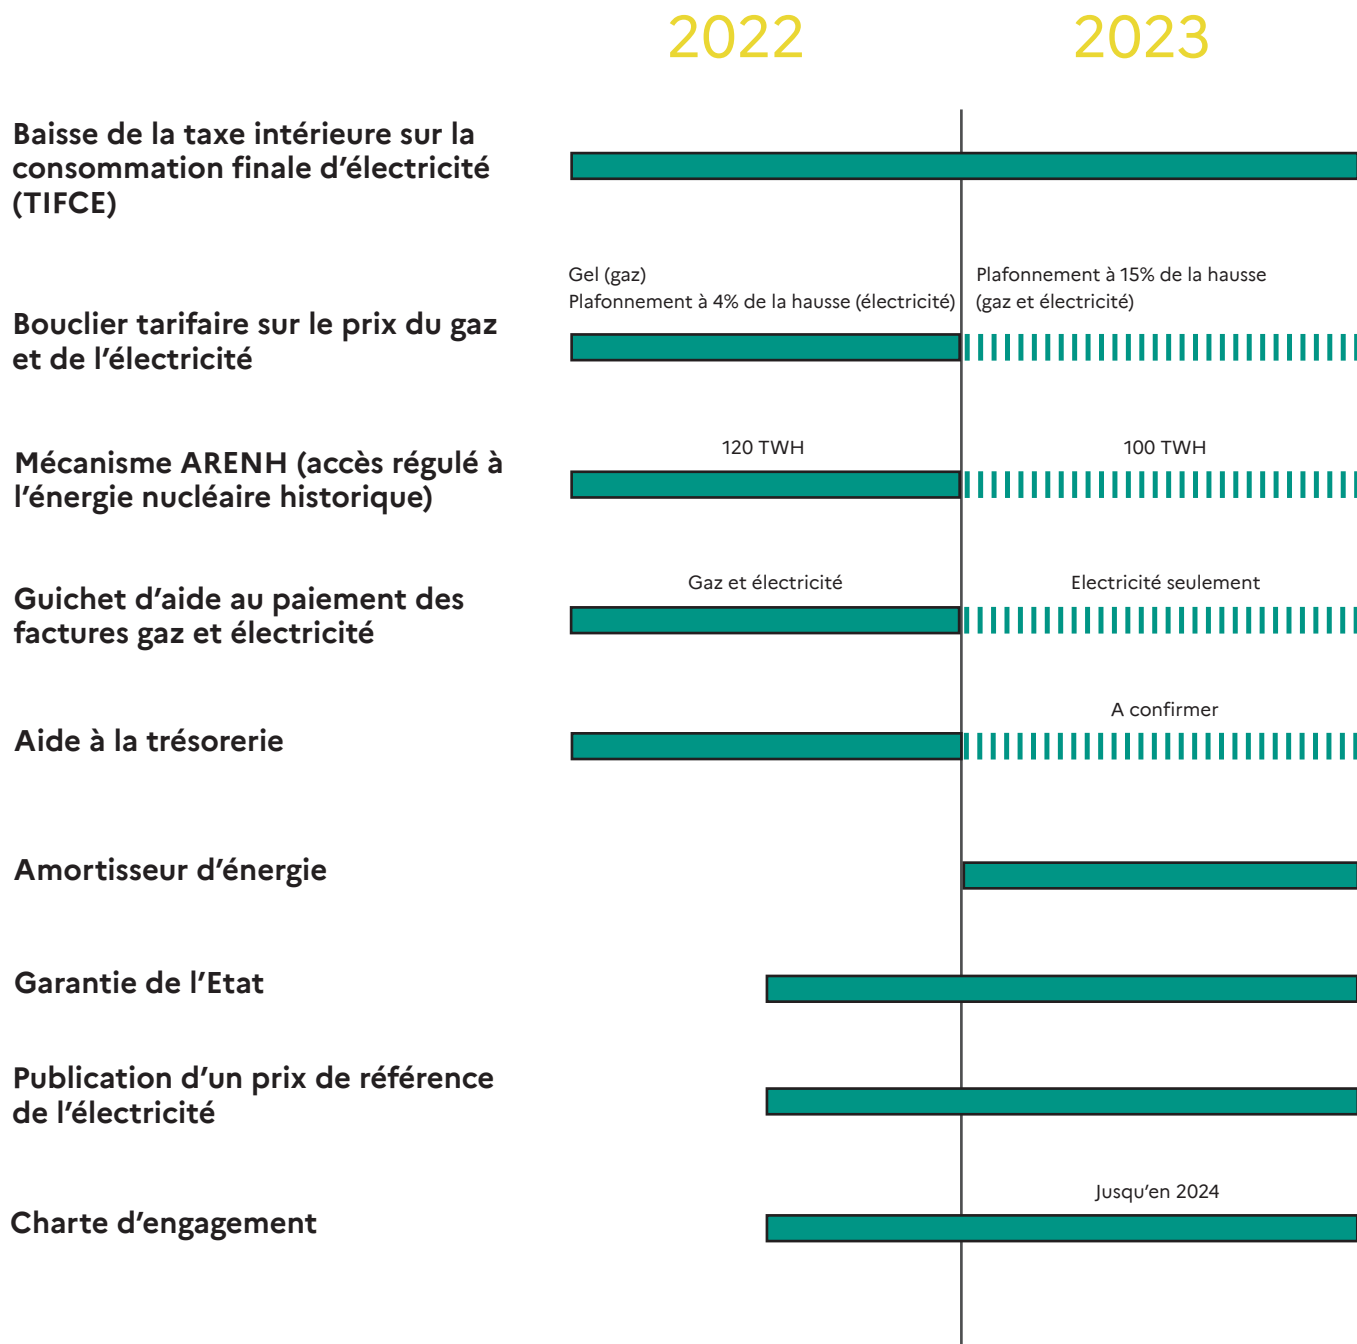 2022
2023
Baisse de la taxe intérieure sur la
consommation finale d’électricité
(TIFCE)
Gel (gaz)
Plafonnement à 4% de la hausse (électricité)
Plafonnement à 15% de la hausse
(gaz et électricité)
Bouclier tarifaire sur le prix du gaz
et de l’électricité
120 TWH
100 TWH
Mécanisme ARENH (accès régulé à
l’énergie nucléaire historique)
Gaz et électricité
Electricité seulement
Guichet d’aide au paiement des
factures gaz et électricité
A confirmer
Aide à la trésorerie
Amortisseur d’énergie
Garantie de l’Etat
Publication d’un prix de référence
de l’électricité
Jusqu’en 2024
Charte d’engagement